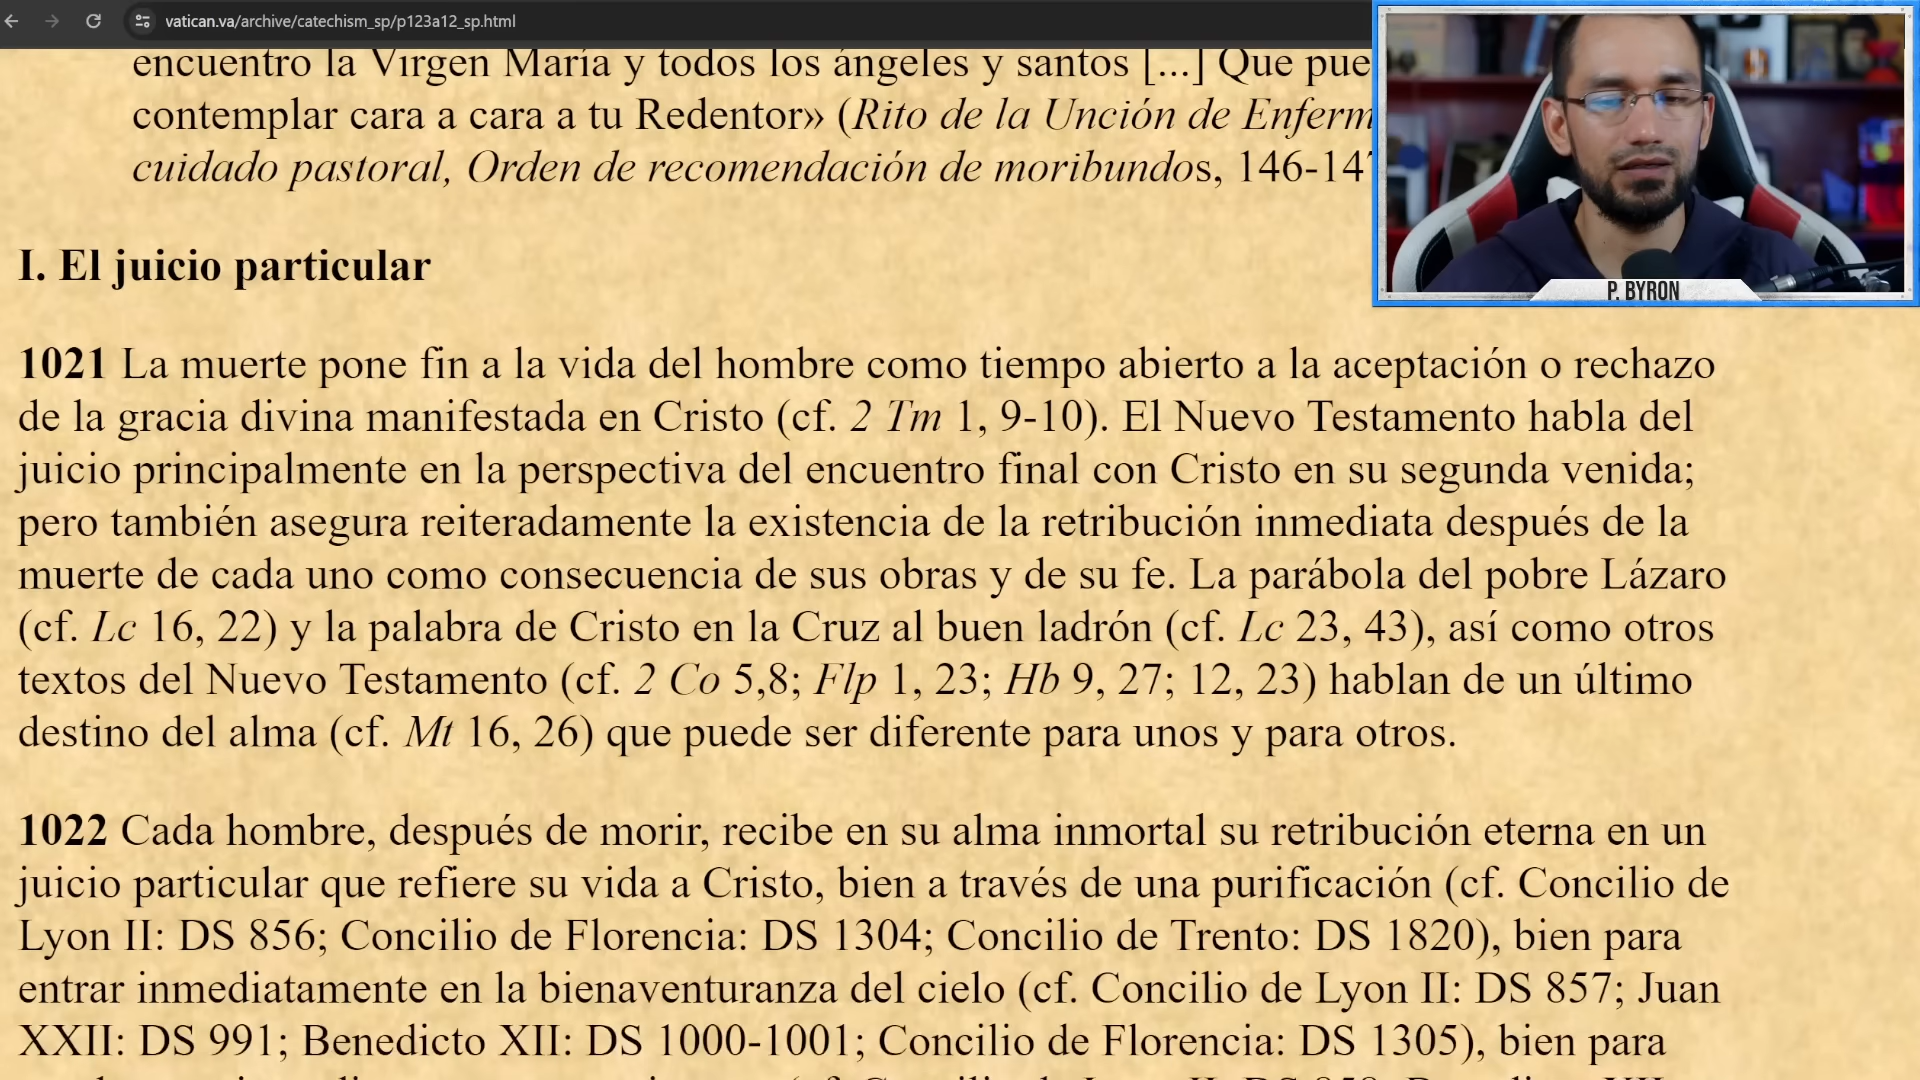 vatican.va/archive/catechism_sp/p123a12_sp.html
encuentro la Virgen María y todos los ángeles y santos [...] Que pue
contemplar cara a cara a tu Redentor» (Rito de la Unción de Enferm
cuidado pastoral, Orden de recomendación de moribundos, 146-147
P. BYRON
I. El juicio particular
1021 La muerte pone fin a la vida del hombre como tiempo abierto a la aceptación o rechazo
de la gracia divina manifestada en Cristo (cf. 2 Tm 1, 9-10). El Nuevo Testamento habla del
juicio principalmente en la perspectiva del encuentro final con Cristo en su segunda venida;
pero también asegura reiteradamente la existencia de la retribución inmediata después de la
muerte de cada uno como consecuencia de sus obras y de su fe. La parábola del pobre Lázaro
(cf. Lc 16, 22) y la palabra de Cristo en la Cruz al buen ladrón (cf. Lc 23, 43), así como otros
textos del Nuevo Testamento (cf. 2 Co 5,8; Flp 1, 23; Hb 9, 27; 12, 23) hablan de un último
destino del alma (cf. Mt 16, 26) que puede ser diferente para unos y para otros.
1022 Cada hombre, después de morir, recibe en su alma inmortal su retribución eterna en un
juicio particular que refiere su vida a Cristo, bien a través de una purificación (cf. Concilio de
Lyon II: DS 856; Concilio de Florencia: DS 1304; Concilio de Trento: DS 1820), bien para
entrar inmediatamente en la bienaventuranza del cielo (cf. Concilio de Lyon II: DS 857; Juan
XXII: DS 991; Benedicto XII: DS 1000-1001; Concilio de Florencia: DS 1305), bien para